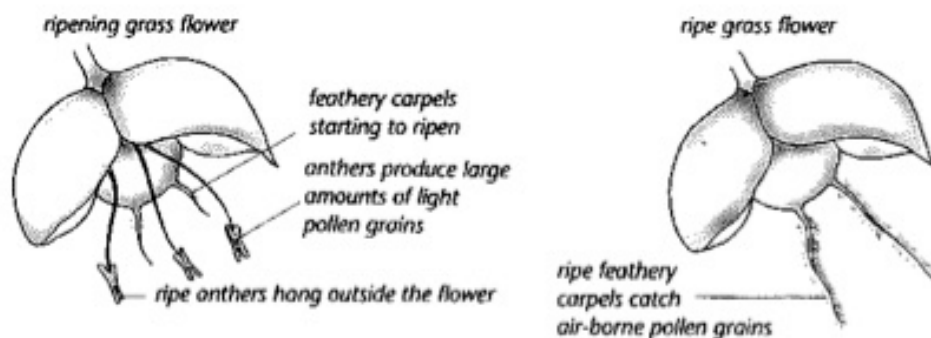 ripening grass flower
feathery carpels
starting to ripen
anthers produce large
amounts of light
pollen grains
ripe anthers hang outside the flower
ripe grass flower
ripe feathery
carpels catch
air-borne pollen grains